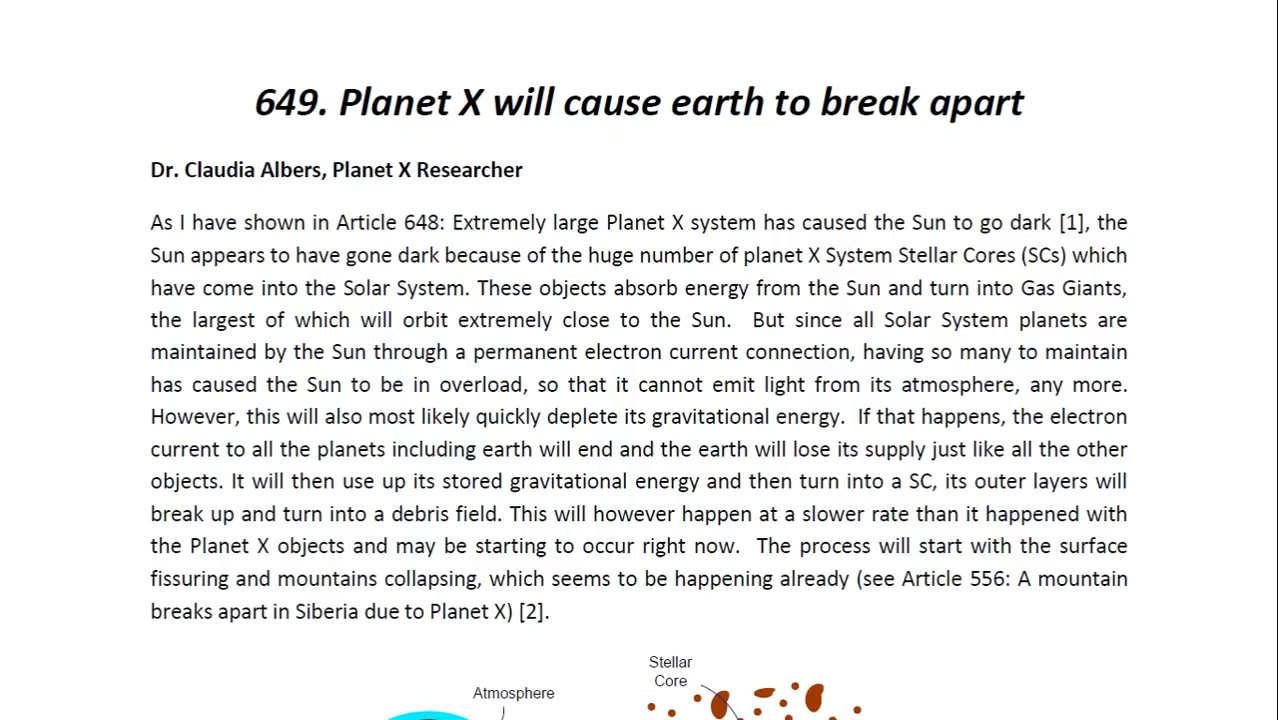 649. Planet X will cause earth to break apart
Dr. Claudia Albers, Planet X Researcher
As I have shown in Article 648: Extremely large Planet X system has caused the Sun to go dark [1], the
Sun appears to have gone dark because of the huge number of planet X System Stellar Cores (SCs) which
have come into the Solar System. These objects absorb energy from the Sun and turn into Gas Giants,
the largest of which will orbit extremely close to the Sun.  But since all Solar System planets are
maintained by the Sun through a permanent electron current connection, having so many to maintain
has caused the Sun to be in overload, so that it cannot emit light from its atmosphere, any more.
However, this will also most likely quickly deplete its gravitational energy.  If that happens, the electron
current to all the planets including earth will end and the earth will lose its supply just like all the other
objects. It will then use up its stored gravitational energy and then turn into a SC, its outer layers will
break up and turn into a debris field. This will however happen at a slower rate than it happened with
the Planet X objects and may be starting to occur right now.  The process will start with the surface
fissuring and mountains collapsing, which seems to be happening already (see Article 556: A mountain
breaks apart in Siberia due to Planet X) [2].
Stellar
Core
Atmosphere